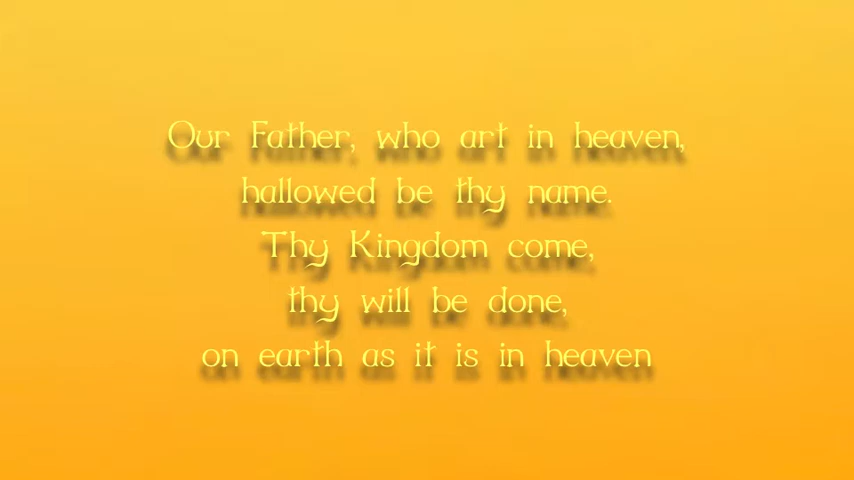 Our Father, who art in heaven,
hallowed be thy name.
Thy Kingdom come,
thy will be done,
on earth as it is in heaven